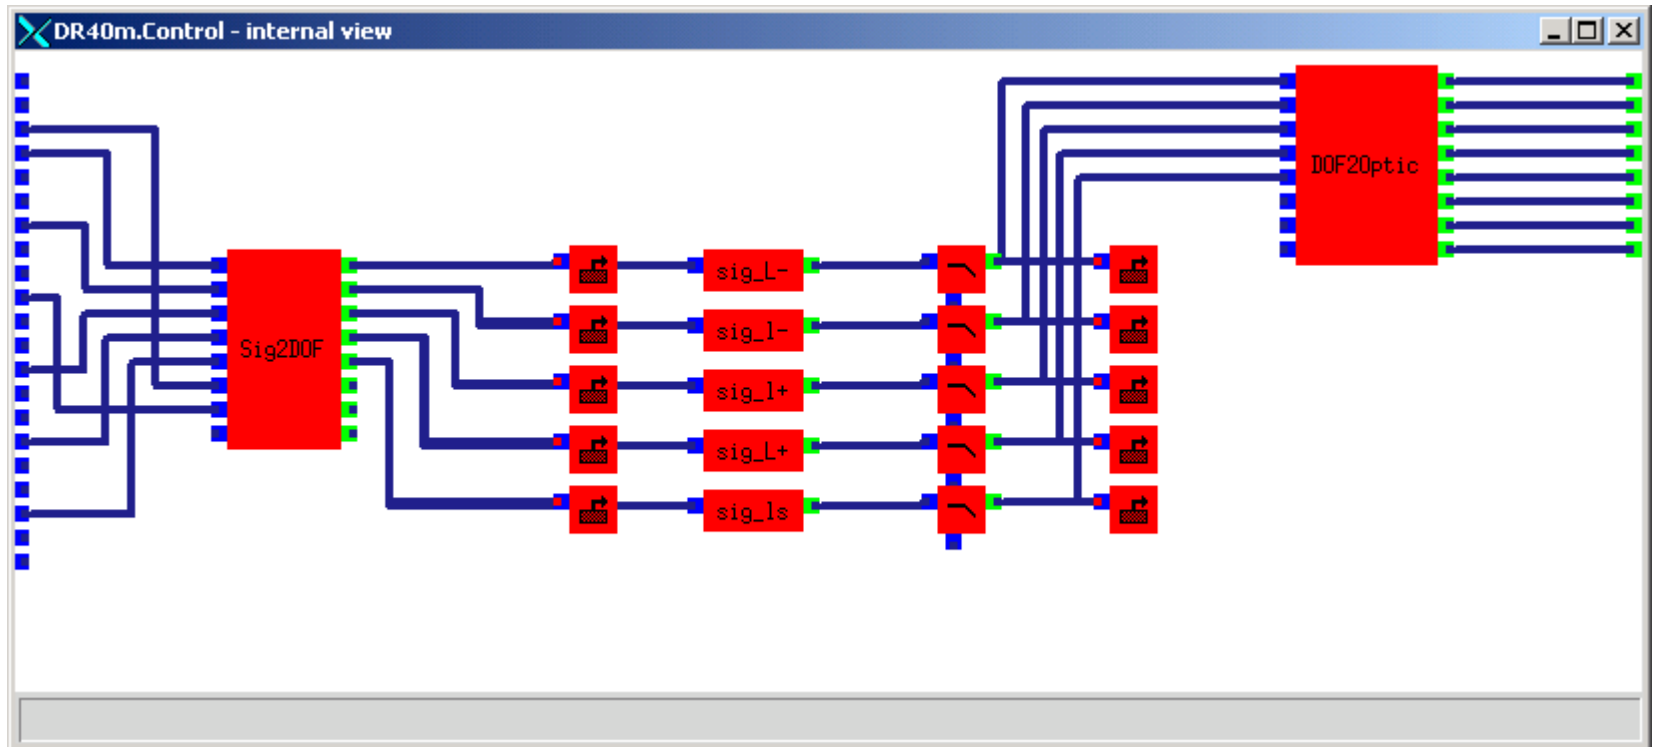 DR40m.Control - internal view
DOF2Optic
Sig2DOF
sig_L-
sig_l-
sig_l+
sig_L+
sig_ls